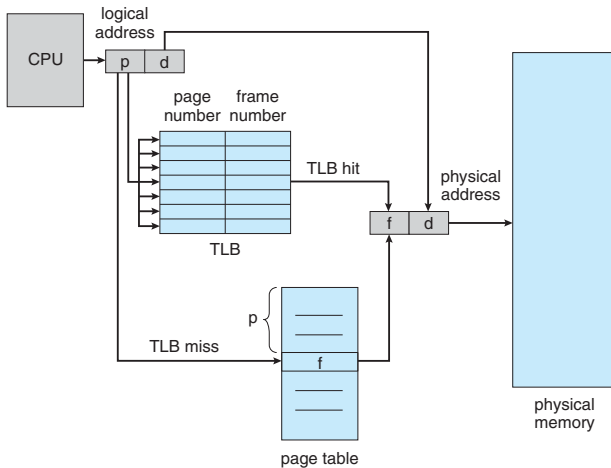 logical
address
CPU
p
d
page
number
frame
number
TLB hit
physical
address
f
d
TLB
p
TLB miss
f
physical
memory
page table